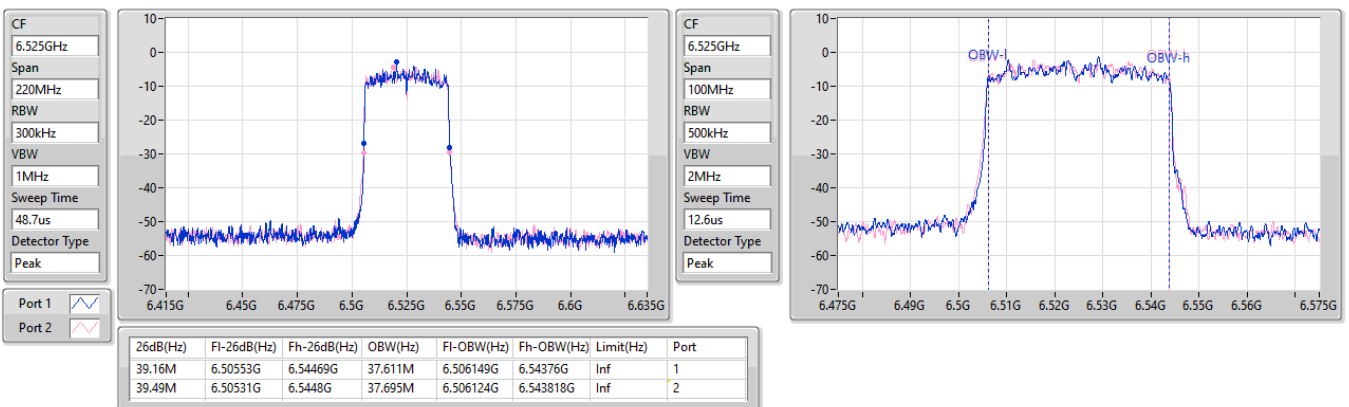 CF
6.525GHz
Span
220MHz
RBW
300kHz
VBW
1MHz
Sweep Time
48.7us
Detector Type
Peak
Port 1
Port 2
10
0
-10
-20
-30
-40
-50
-60
-70
6.415G 6.45G 6.475G 6.5G 6.525G 6.55G 6.575G 6.6G 6.635G
CF
6.525GHz
Span
100MHz
RBW
500kHz
VBW
2MHz
Sweep Time
12.6us
Detector Type
Peak
10
0
-10
-20
-30
-40
-50
-60
-70
OBW-l OBW-h
6.475G 6.49G 6.5G 6.51G 6.52G 6.53G 6.54G 6.55G 6.56G 6.575G
26dB(Hz) Fl-26dB(Hz) Fh-26dB(Hz) OBW(Hz) Fl-OBW(Hz) Fh-OBW(Hz) Limit(Hz) Port
39.16M 6.50553G 6.54469G 37.611M 6.506149G 6.54376G Inf 1
39.49M 6.50531G 6.5448G 37.695M 6.506124G 6.543818G Inf 2